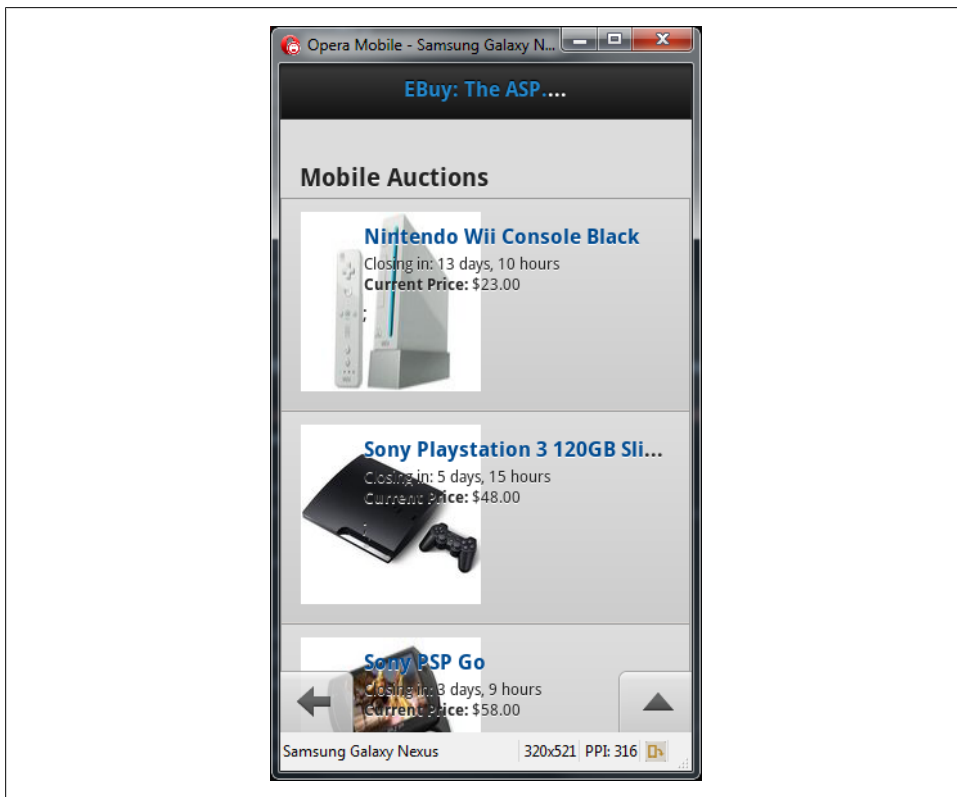 Opera Mobile - Samsung Galaxy N...
EBuy: The ASP....
Mobile Auctions
Nintendo Wii Console Black
Closing in: 13 days, 10 hours
Current Price: $23.00
;
Sony Playstation 3 120GB Sli...
Closing in: 5 days, 15 hours
Current Price: $48.00
;
Sony PSP Go
Closing in: 3 days, 9 hours
Current Price: $58.00
Samsung Galaxy Nexus 320x521 PPI: 316